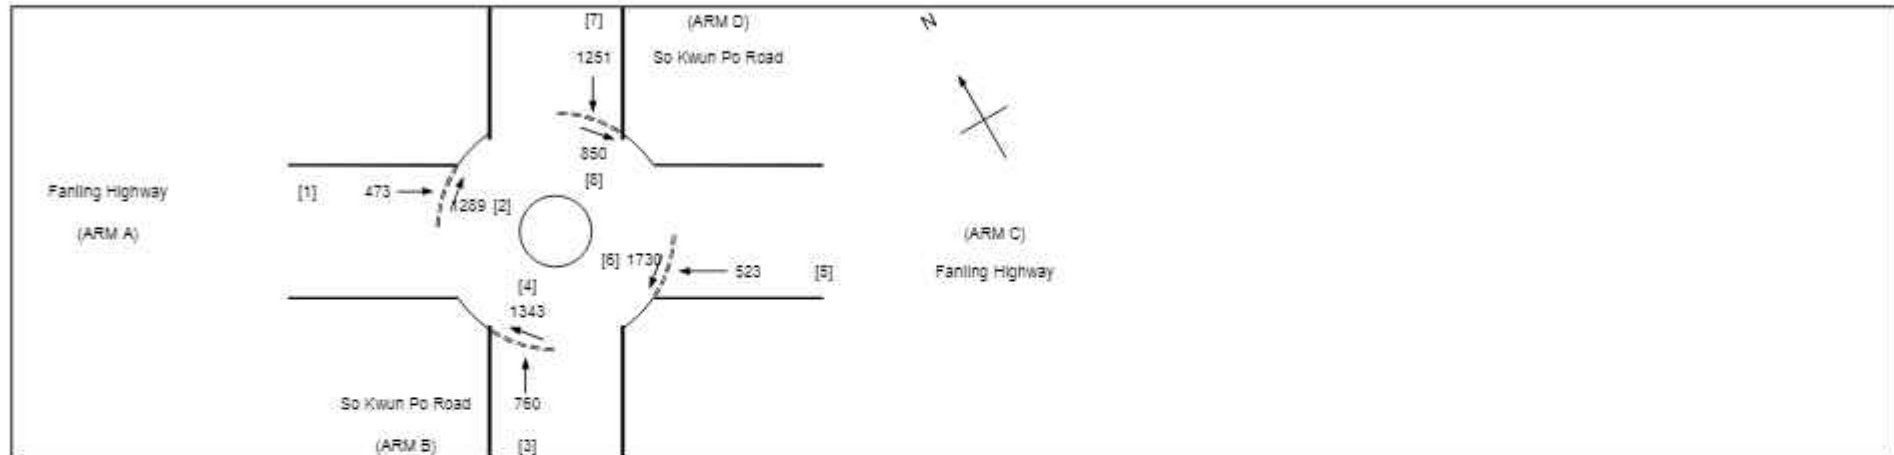 [7] (ARM D) N
1251 So Kwun Po Road
850
[8]
Fanling Highway [1] 473 1289 [2]
(ARM A) (ARM C)
[6] 1730 523 [5] Fanling Highway
[4]
1343
So Kwun Po Road 760
(ARM B) [3]